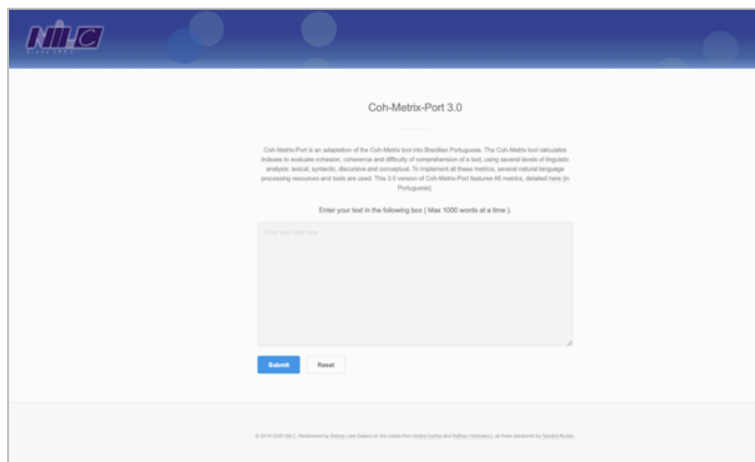 NILC
Since 1993
Coh-Metrix-Port 3.0
Coh-Metrix-Port is an adaptation of the Coh-Metrix tool into Brazilian Portuguese. The Coh-Metrix tool calculates
indexes to evaluate cohesion, coherence and difficulty of comprehension of a text, using several levels of linguistic
analysis: lexical, syntactic, discursive and conceptual. To implement all these metrics, several natural language
processing resources and tools are used. This 3.0 version of Coh-Metrix-Port features 48 metrics, detailed here (in
Portuguese).
Enter your text in the following box ( Max 1000 words at a time ).
Enter your text here
Submit
Reset
© 2014-2020 NILC. Refactored by Sidney Leal based on the codes from Andre Cunha and Nathan Hartmann, all times advised by Sandra Aluísio.